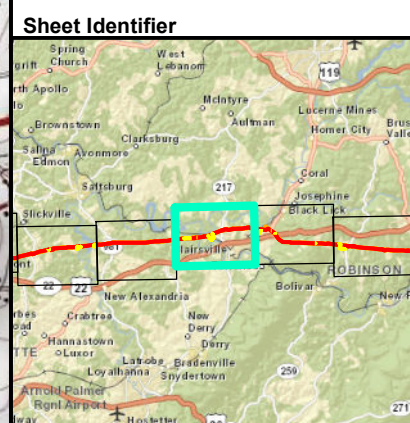 Sheet Identifier
Spring
Church
West
Lebanon
119
rth Apollo
McIntyre
Aultman
Lucerne Mines
Homer City
Brus
Valle
Brownstown
Clarksburg
Salina
Edmon
Avonmore
Saltsburg
217
Coral
Josephine
Black Lick
Slickville
981
lairsville
ROBINSON
22
22
New Alexandria
Bolivar
New F
Crabtree
New
Derry
Derry
Hannastown
Luxor
Latrobe
Bradenville
Loyalhanna
Snydertown
259
Arnold Palmer
Rgnl Airport
271
Hostetter